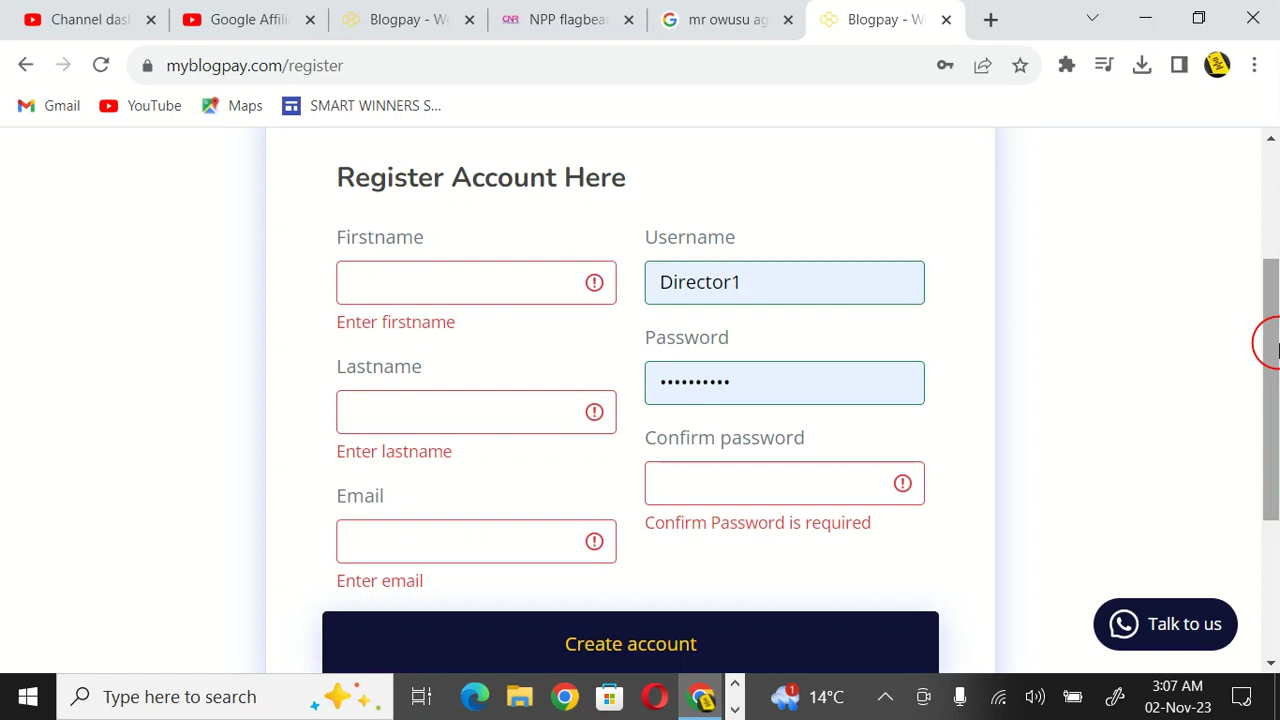 Channel das
Google Affili
Blogpay - Wo
NPP flagbea
mr owusu ag
Blogpay - W
myblogpay.com/register
Gmail
YouTube
Maps
SMART WINNERS S...
Register Account Here
Firstname
Enter firstname
Lastname
Enter lastname
Email
Enter email
Username
Director1
Password
••••••••••
Confirm password
Confirm Password is required
Create account
Talk to us
Type here to search
1
14°C
3:07 AM
02-Nov-23